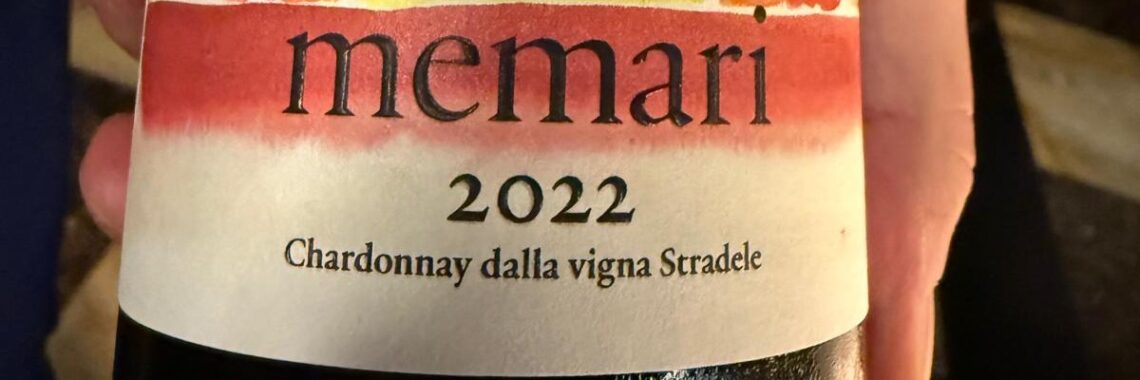 memari
2022
Chardonnay dalla vigna Stradele